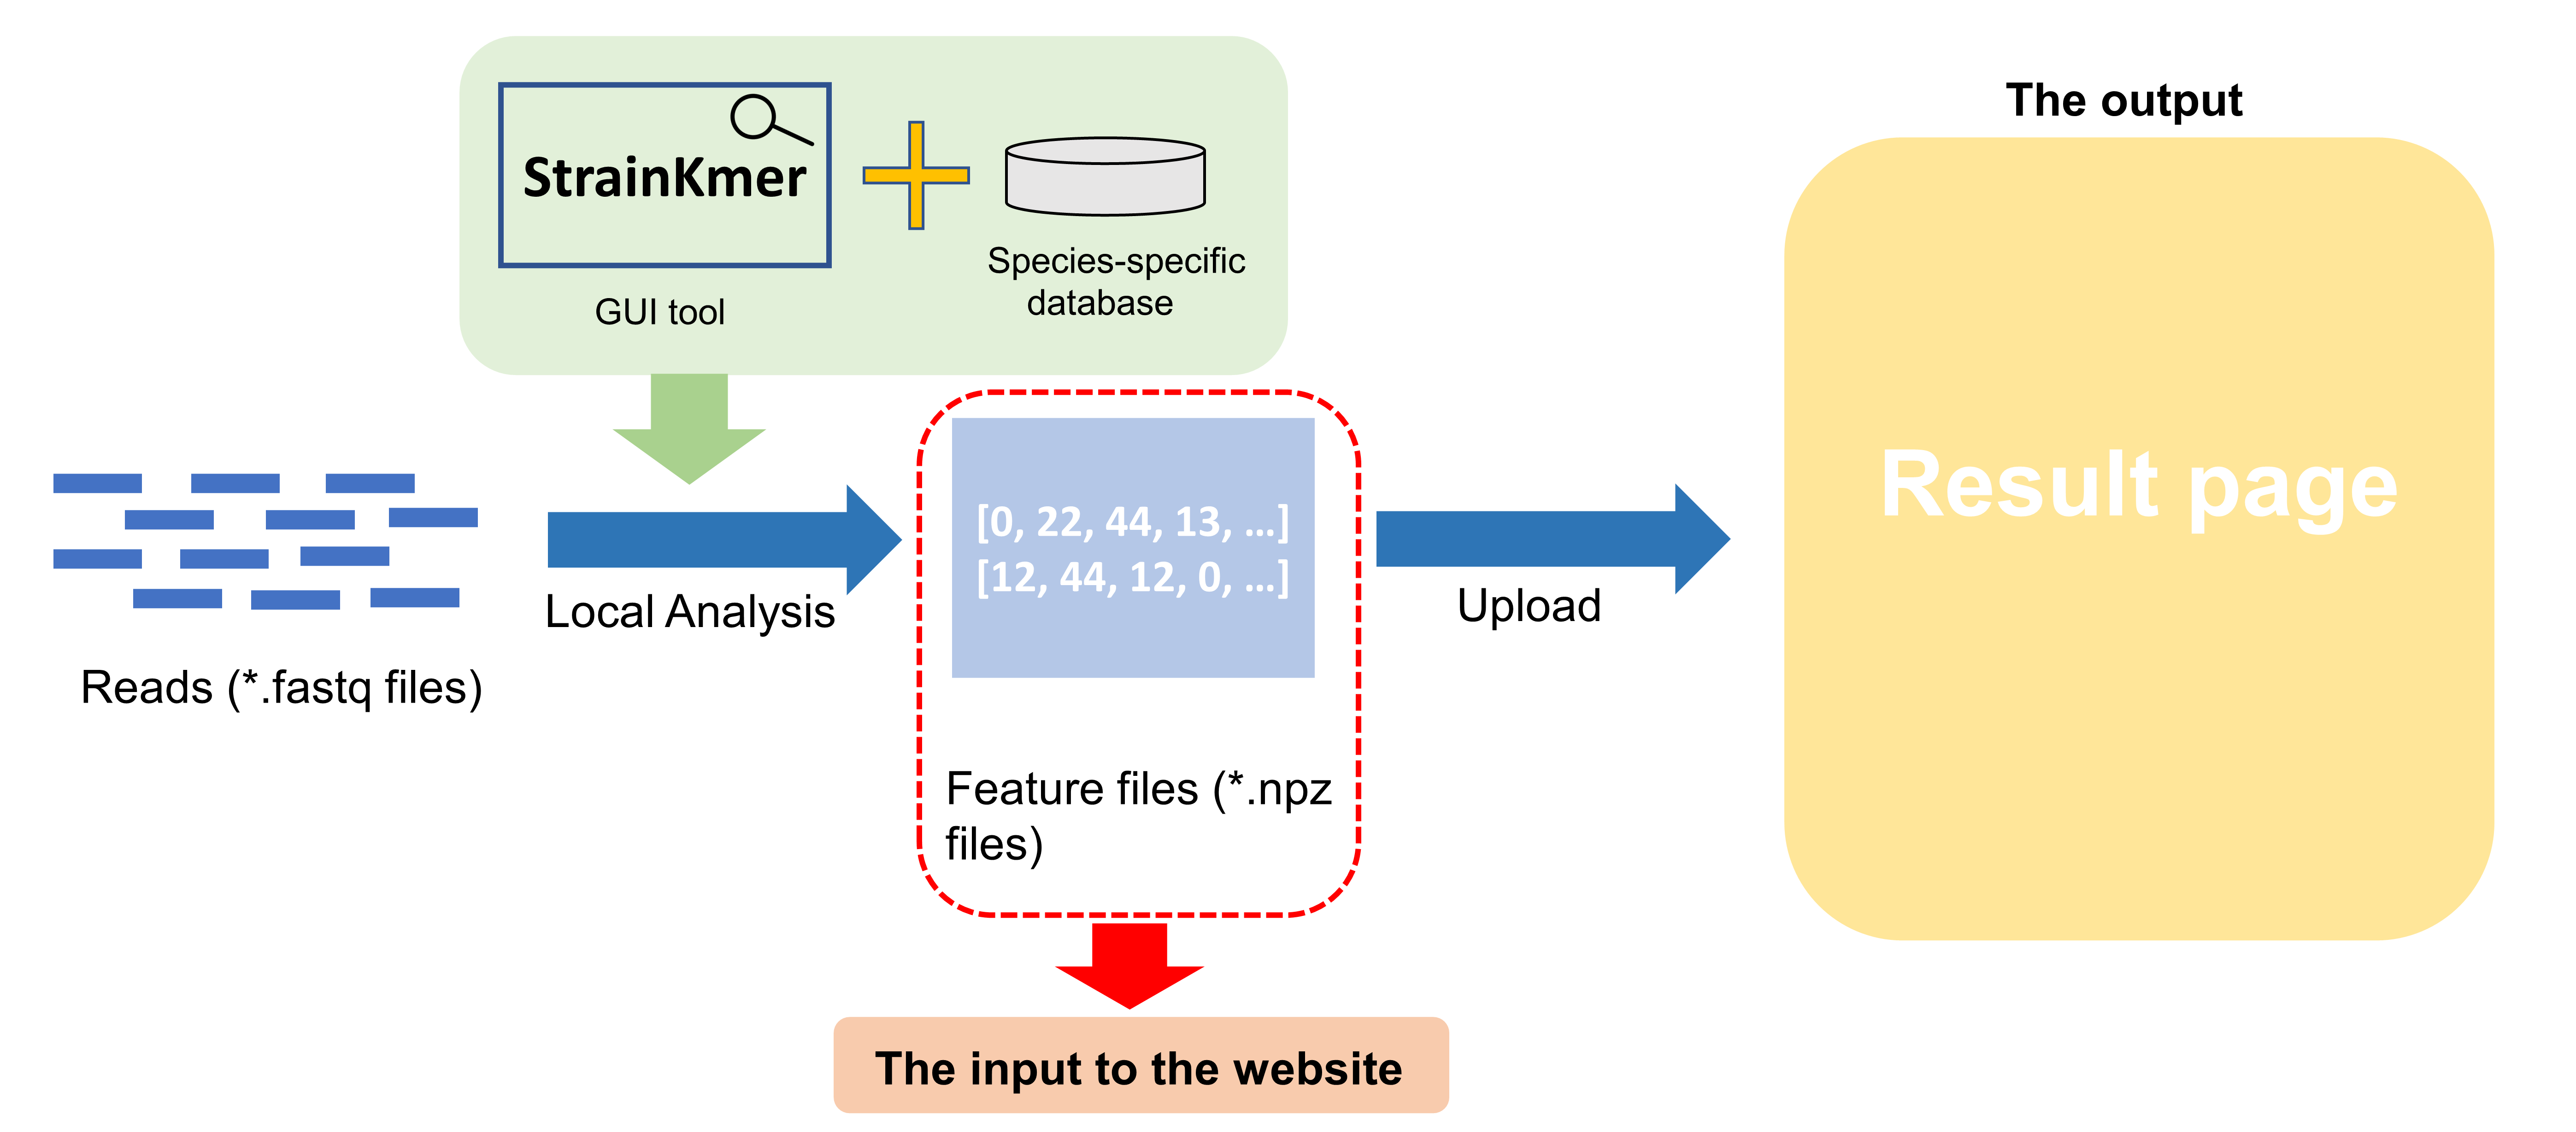 StrainKmer
GUI tool
Species-specific
database
Reads (*.fastq files)
Local Analysis
[0, 22, 44, 13, ...]
[12, 44, 12, 0, ...]
Feature files (*.npz
files)
The input to the website
Upload
The output
Result page